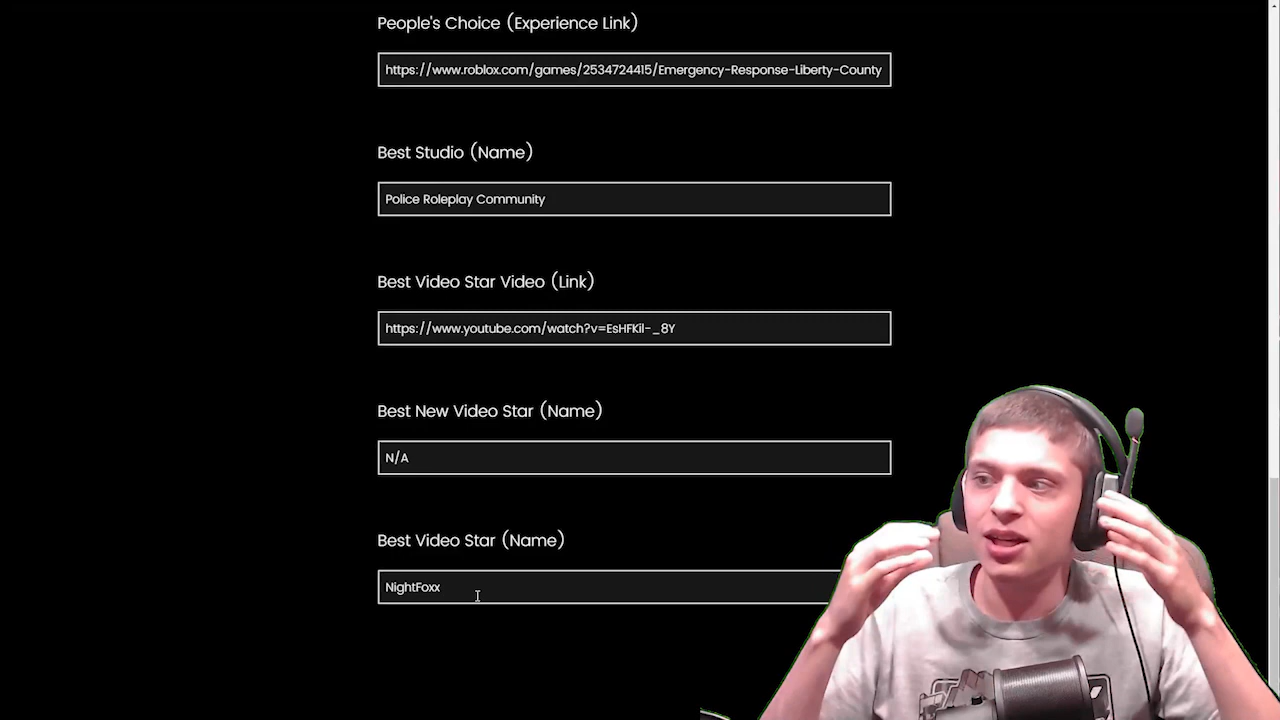 People's Choice (Experience Link)
https://www.roblox.com/games/2534724415/Emergency-Response-Liberty-County
Best Studio (Name)
Police Roleplay Community
Best Video Star Video (Link)
https://www.youtube.com/watch?v=EsHFKil-_8Y
Best New Video Star (Name)
N/A
Best Video Star (Name)
NightFoxx